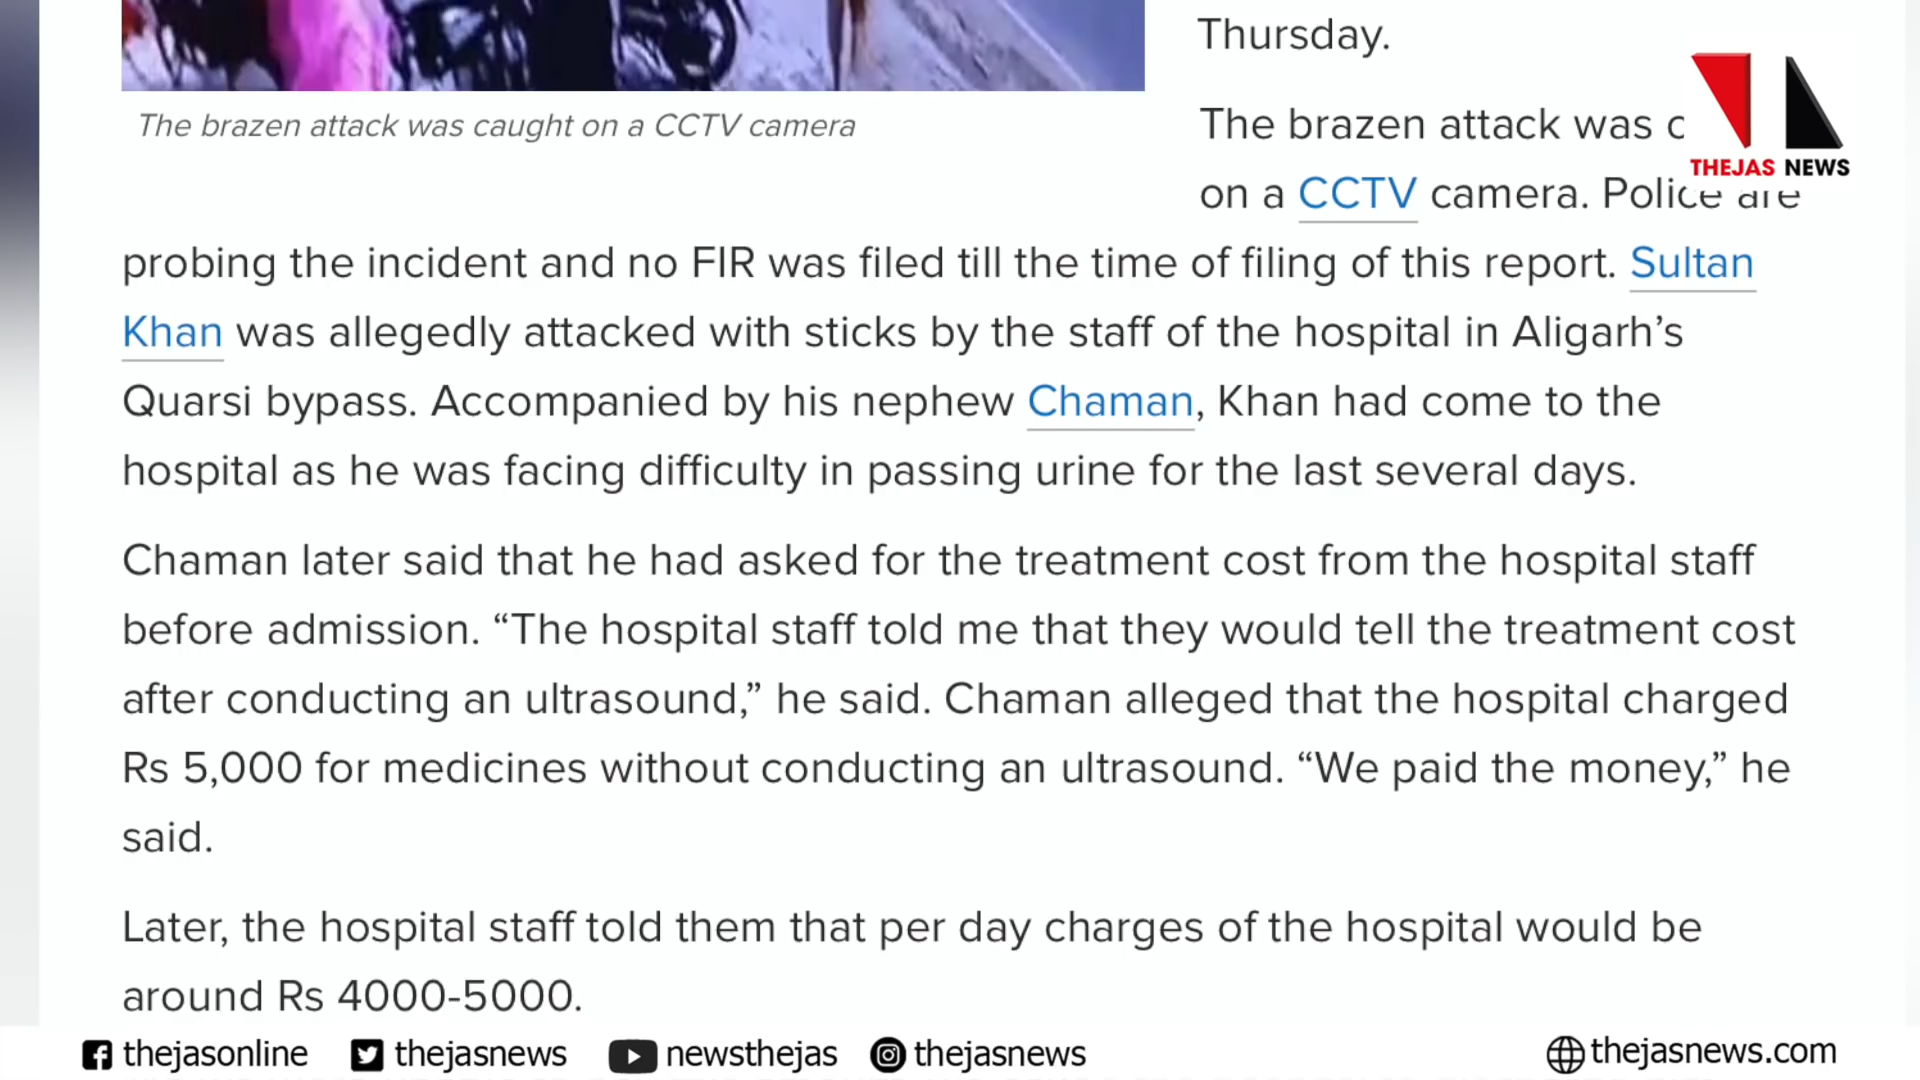 Thursday.
The brazen attack was caught on a CCTV camera
The brazen attack was
on a CCTV camera. Police are
THEJAS NEWS
probing the incident and no FIR was filed till the time of filing of this report. Sultan
Khan was allegedly attacked with sticks by the staff of the hospital in Aligarh’s
Quarsi bypass. Accompanied by his nephew Chaman, Khan had come to the
hospital as he was facing difficulty in passing urine for the last several days.
Chaman later said that he had asked for the treatment cost from the hospital staff
before admission. “The hospital staff told me that they would tell the treatment cost
after conducting an ultrasound,” he said. Chaman alleged that the hospital charged
Rs 5,000 for medicines without conducting an ultrasound. “We paid the money,” he
said.
Later, the hospital staff told them that per day charges of the hospital would be
around Rs 4000-5000.
thejasonline thejasnews newsthejas thejasnews thejasnews.com